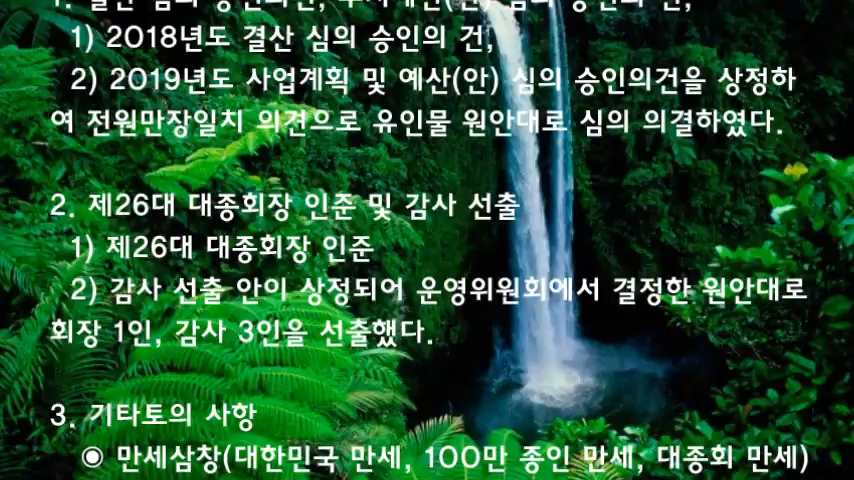 1) 2018년도 결산 심의 승인의 건,
2) 2019년도 사업계획 및 예산(안) 심의 승인의건을 상정하
여 전원만장일치 의견으로 유인물 원안대로 심의 의결하였다.
2. 제26대 대종회장 인준 및 감사 선출
1) 제26대 대종회장 인준
2) 감사 선출 안이 상정되어 운영위원회에서 결정한 원안대로
회장 1인, 감사 3인을 선출했다.
3. 기타토의 사항
◉ 만세삼창(대한민국 만세, 100만 종인 만세, 대종회 만세)